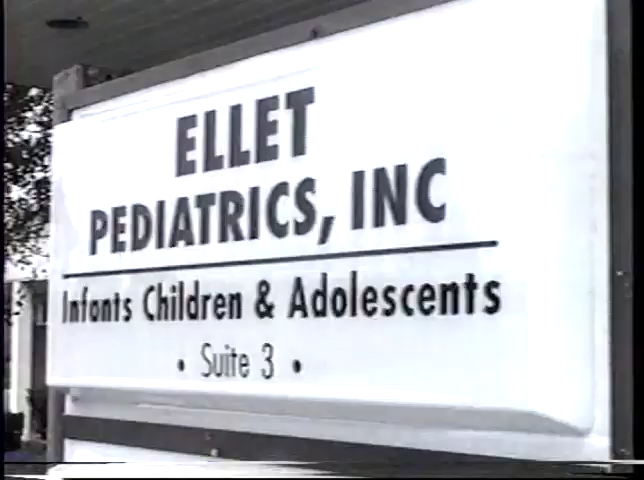 ELLET
PEDIATRICS, INC
Infants Children & Adolescents
• Suite 3 •